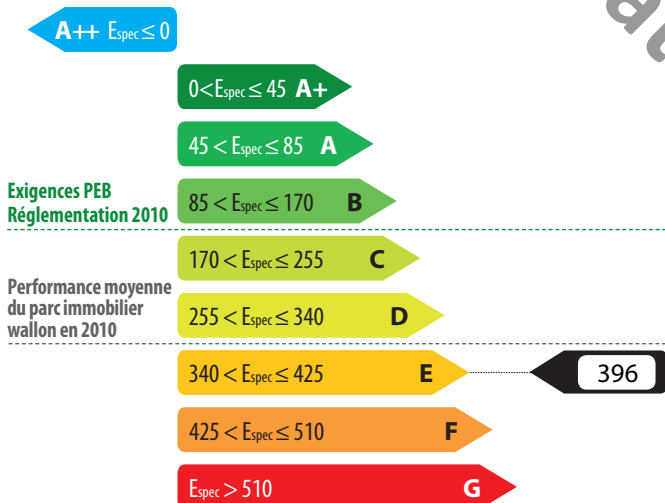 A++ Espec ≤ 0
0<Espec ≤ 45 A+
45 < Espec ≤ 85 A
Exigences PEB
Réglementation 2010
85 < Espec ≤ 170 B
170 < Espec ≤ 255 C
Performance moyenne
du parc immobilier
wallon en 2010
255 < Espec ≤ 340 D
340 < Espec ≤ 425 E
396
425 < Espec ≤ 510 F
Espec > 510 G